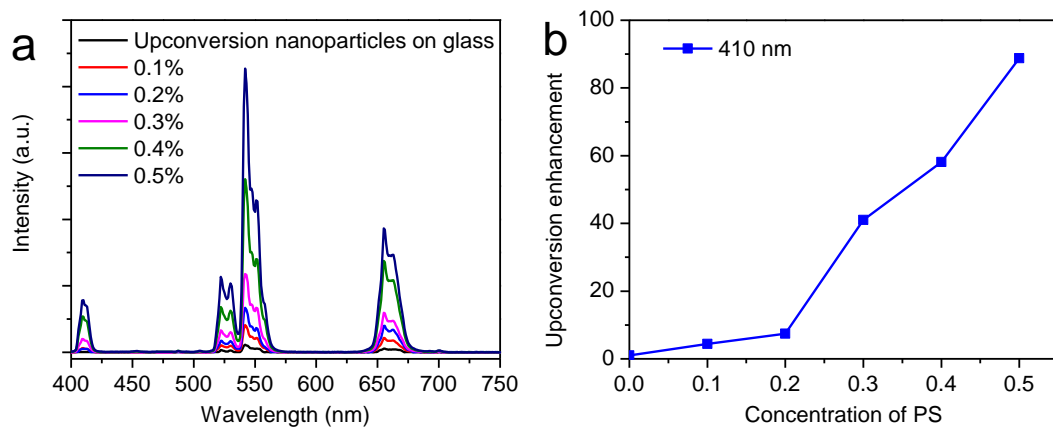 a
Intensity (a.u.)
Upconversion nanoparticles on glass
0.1%
0.2%
0.3%
0.4%
0.5%
400 450 500 550 600 650 700 750
Wavelength (nm)
b
Upconversion enhancement
100
80
60
40
20
0
410 nm
0.0 0.1 0.2 0.3 0.4 0.5
Concentration of PS